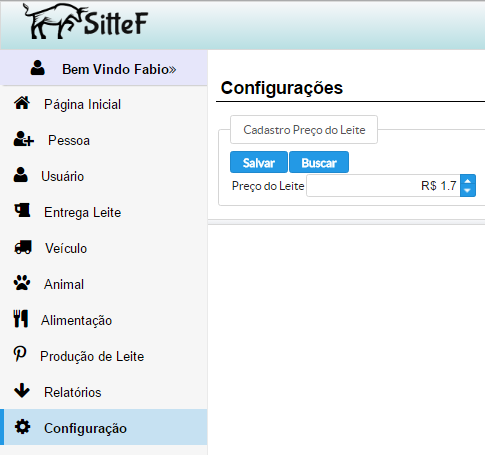 SitteF
Bem Vindo Fabio»
Página Inicial
Pessoa
Usuário
Entrega Leite
Veículo
Animal
Alimentação
Produção de Leite
Relatórios
Configuração
Configurações
Cadastro Preço do Leite
Salvar Buscar
Preço do Leite R$ 1.7